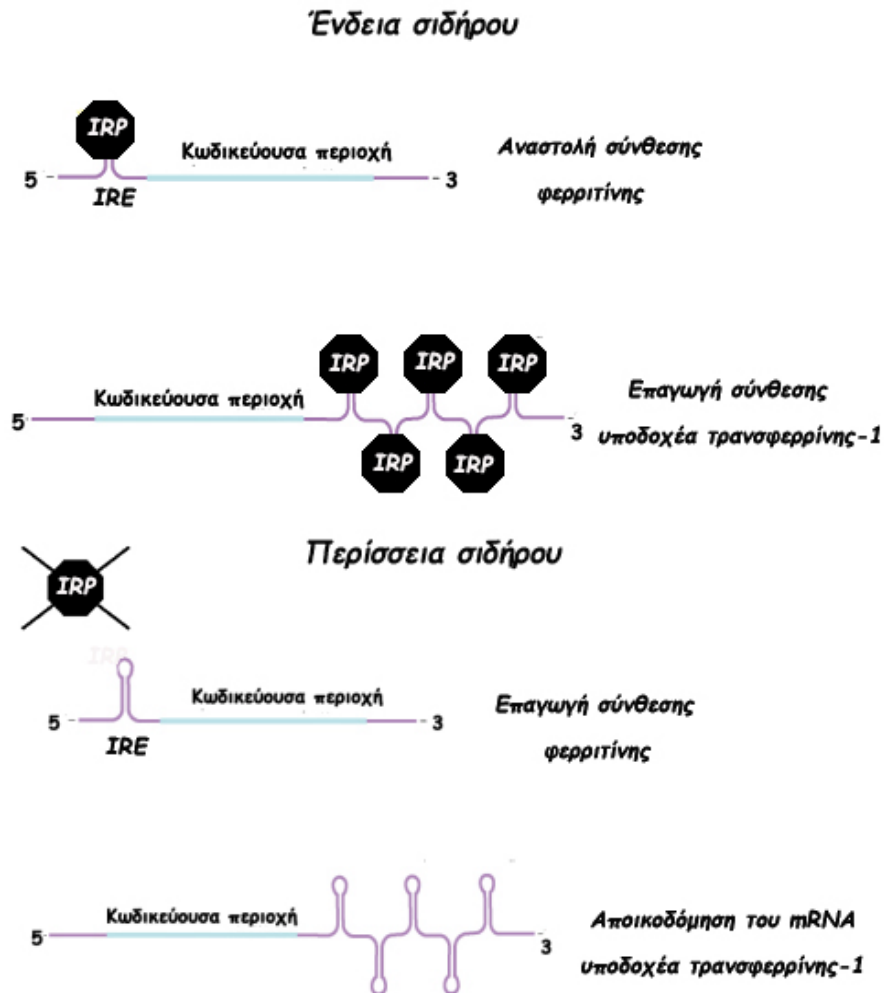 Ένδεια σιδήρου
IRP
Κωδικεύουσα περιοχή
5 - - 3
IRE
Αναστολή σύνθεσης
φερριτίνης
IRP IRP IRP
Κωδικεύουσα περιοχή
5 - - 3
IRP IRP
Επαγωγή σύνθεσης
υποδοχέα τρανσφερρίνης-1
Περίσσεια σιδήρου
IRP
IRP
Κωδικεύουσα περιοχή
5 - - 3
IRE
Επαγωγή σύνθεσης
φερριτίνης
Κωδικεύουσα περιοχή
5 - - 3
Αποικοδόμηση του mRNA
υποδοχέα τρανσφερρίνης-1